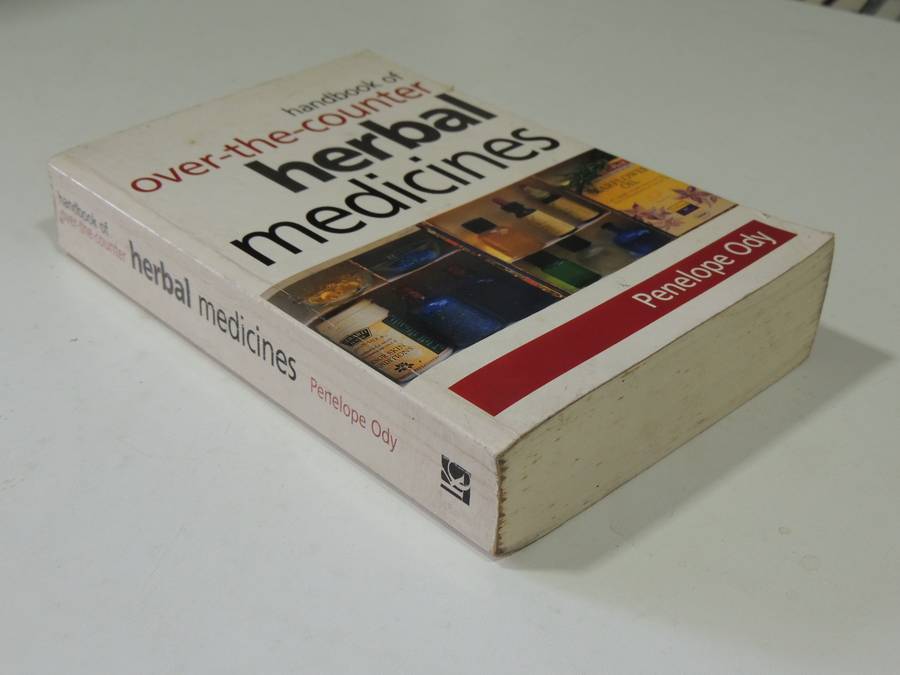 handbook of
over-the-counter
herbal
medicines
Penelope Ody
handbook of
over-the-counter
herbal medicines
Penelope Ody